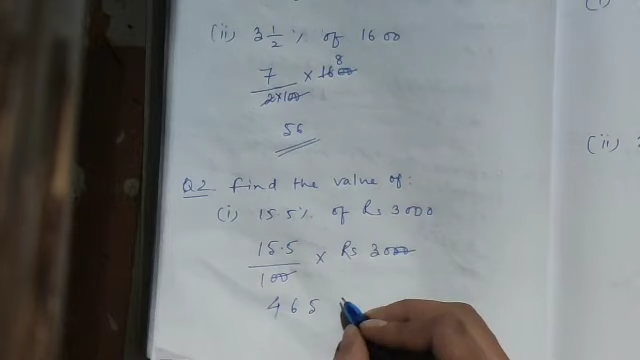 (ii) 3 1/2 % of 1600
7/(2×100) × 1600 8
56
Q2 Find the value of:
(i) 15.5% of Rs 3000
15.5/100 × Rs 3000
465
(i)
(ii)